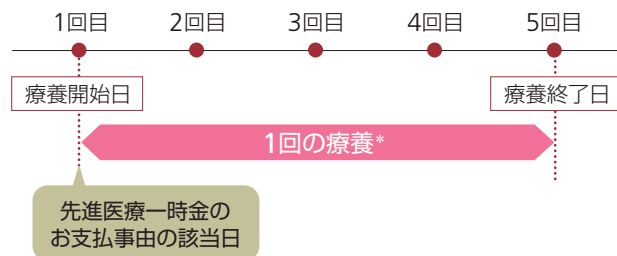 1回目 2回目 3回目 4回目 5回目
療養開始日 療養終了日
1回の療養*
先進医療一時金の
お支払事由の該当日